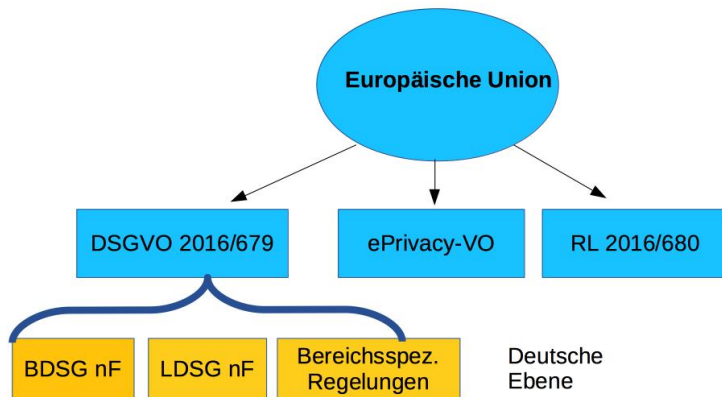 Europäische Union
DSGVO 2016/679
ePrivacy-VO
RL 2016/680
BDSG nF
LDSG nF
Bereichsspez.
Regelungen
Deutsche
Ebene